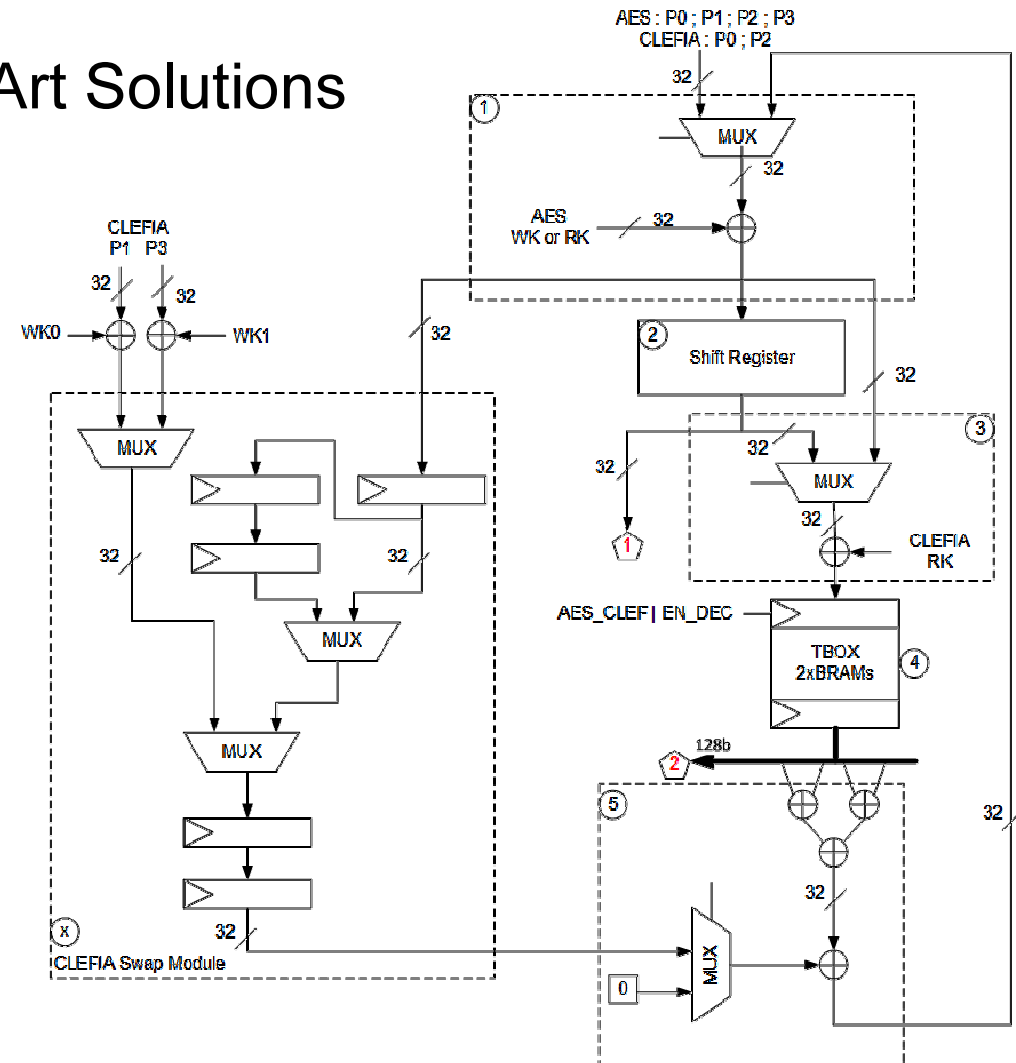 Art Solutions
AES : P0 ; P1 ; P2 ; P3
CLEFIA : P0 ; P2
32
1
MUX
32
AES
WK or RK
32
CLEFIA
P1 P3
32
32
WK0
WK1
32
2
Shift Register
32
3
32
MUX
32
1
32
CLEFIA
RK
MUX
32
32
MUX
AES_CLEF | EN_DEC
TBOX
2xBRAMs
4
MUX
128b
2
5
32
32
32
MUX
0
x
CLEFIA Swap Module